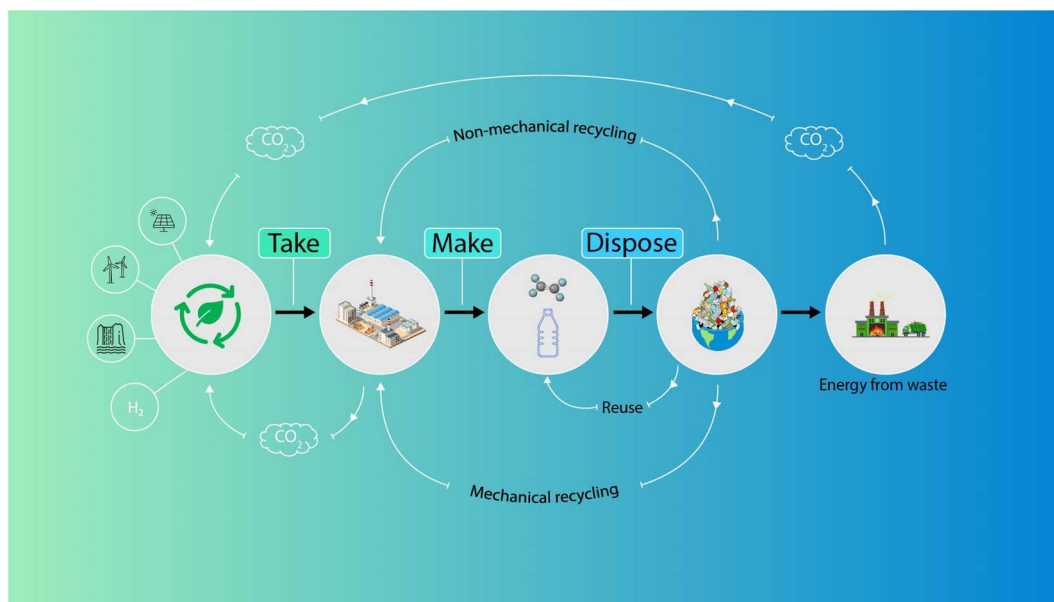 CO₂
CO₂
Non-mechanical recycling
Take
Make
Dispose
H₂
Energy from waste
Reuse
CO₂
Mechanical recycling